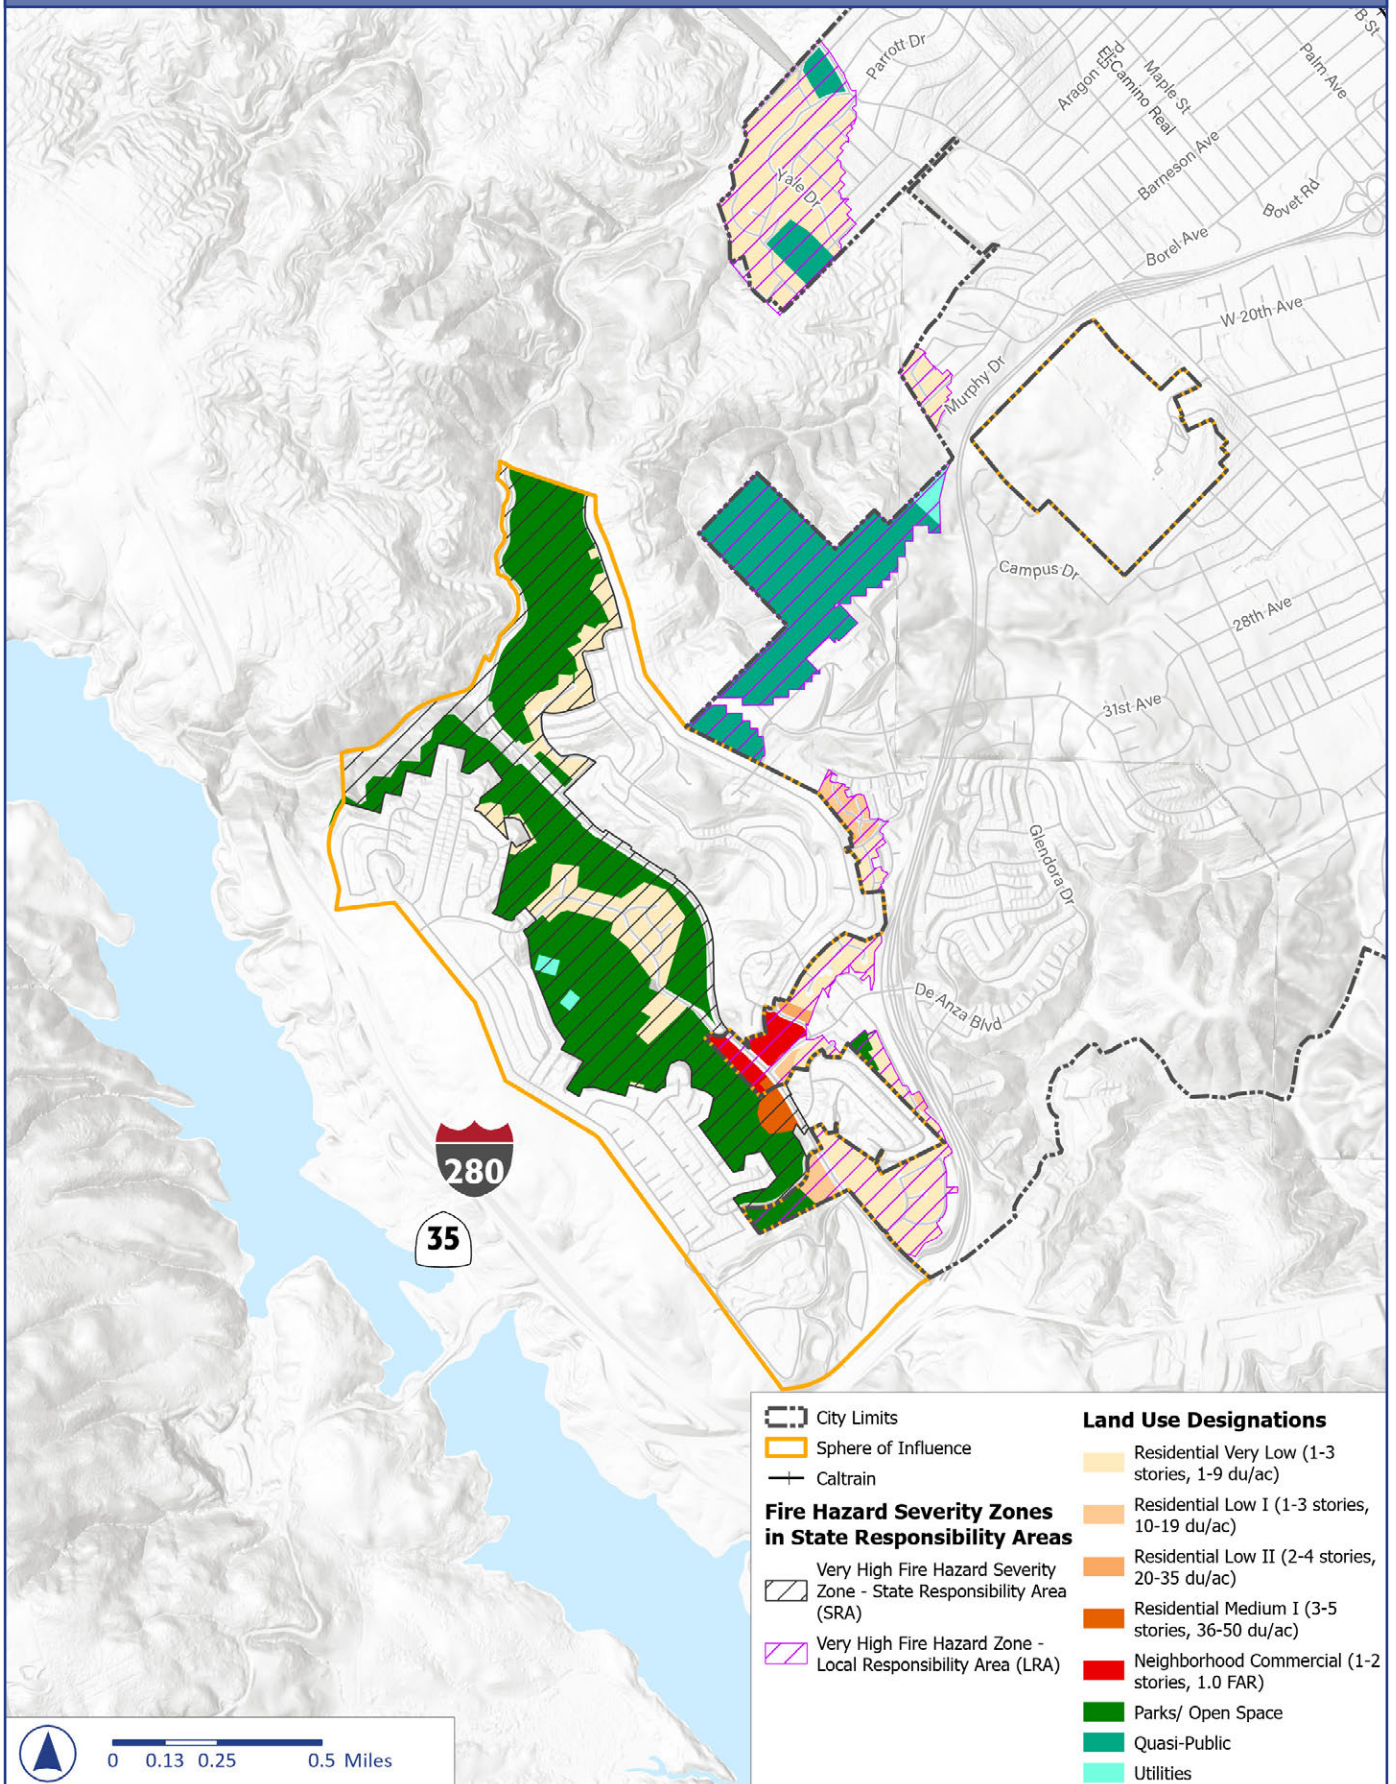 B St
Parrott Dr
Aragon Blvd
El Camino Real
Maple St
Palm Ave
Barneson Ave
Bovet Rd
Yale Dr
Borel Ave
W 20th Ave
Murphy Dr
Campus Dr
28th Ave
31st Ave
Glendora Dr
De Anza Blvd
280
35
City Limits
Sphere of Influence
Caltrain
Fire Hazard Severity Zones
in State Responsibility Areas
Very High Fire Hazard Severity
Zone - State Responsibility Area
(SRA)
Very High Fire Hazard Zone -
Local Responsibility Area (LRA)
Land Use Designations
Residential Very Low (1-3
stories, 1-9 du/ac)
Residential Low I (1-3 stories,
10-19 du/ac)
Residential Low II (2-4 stories,
20-35 du/ac)
Residential Medium I (3-5
stories, 36-50 du/ac)
Neighborhood Commercial (1-2
stories, 1.0 FAR)
Parks/ Open Space
Quasi-Public
Utilities
0 0.13 0.25 0.5 Miles